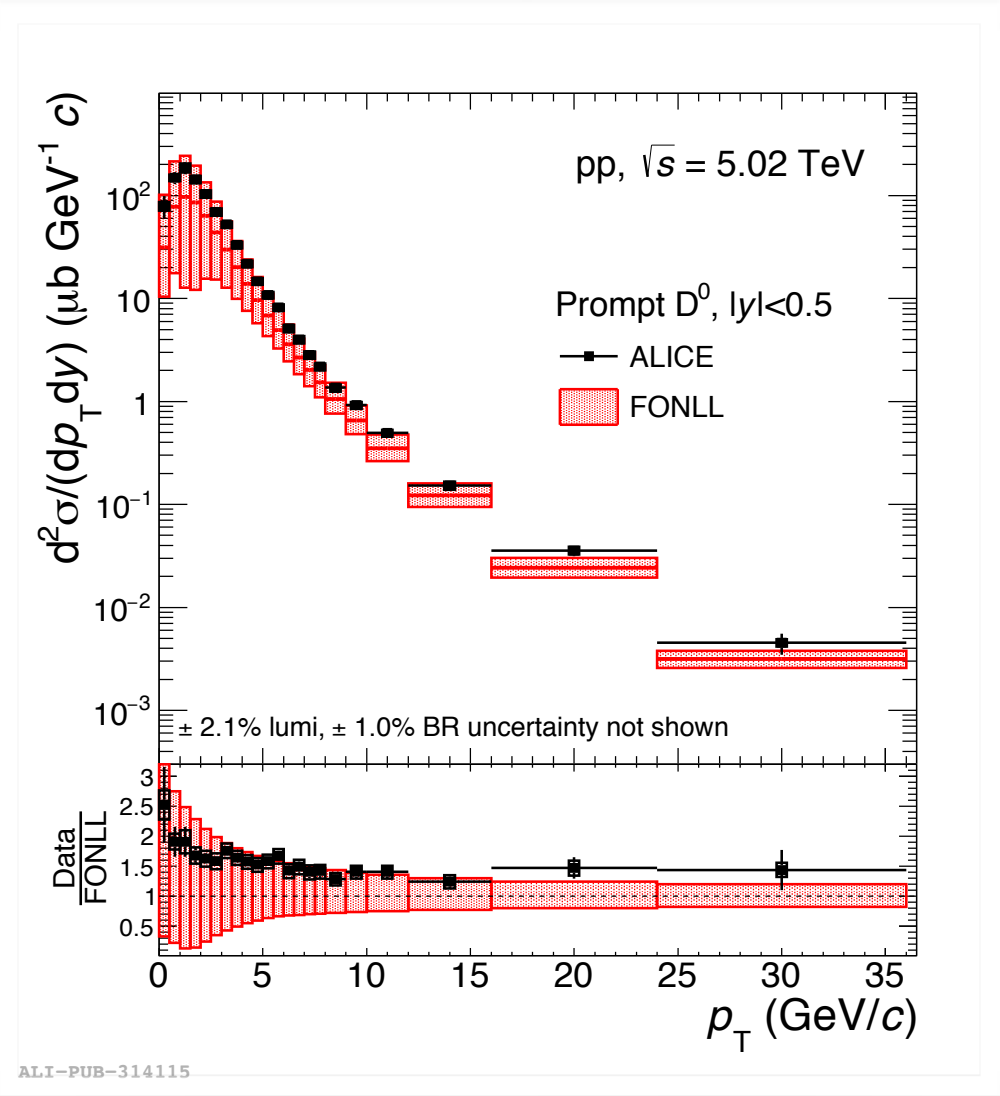 d²σ/(dp_T dy) (μb GeV⁻¹ c)
10²
10
1
10⁻¹
10⁻²
10⁻³
pp, √s = 5.02 TeV
Prompt D⁰, |y|<0.5
ALICE
FONLL
± 2.1% lumi, ± 1.0% BR uncertainty not shown
Data
FONLL
3
2.5
2
1.5
1
0.5
0 5 10 15 20 25 30 35
p_T (GeV/c)
ALI−PUB−314115